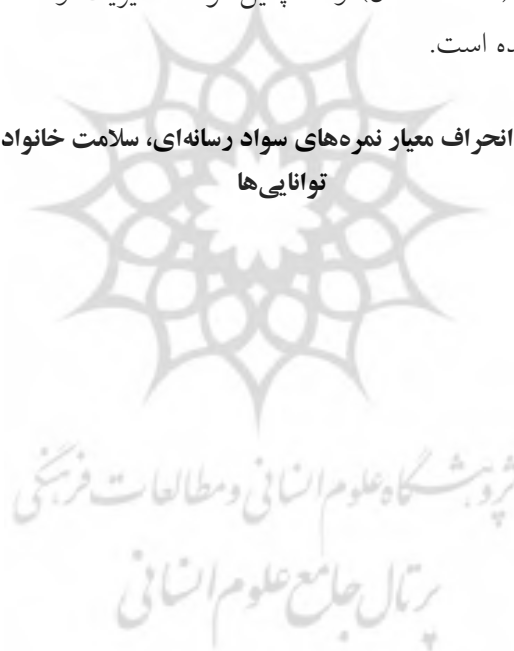 ده است.
انحراف معیار نمره‌های سواد رسانه‌ای، سلامت خانواد
توانایی‌ها
پژوهشگاه علوم انسانی و مطالعات فرهنگی
پرتال جامع علوم انسانی